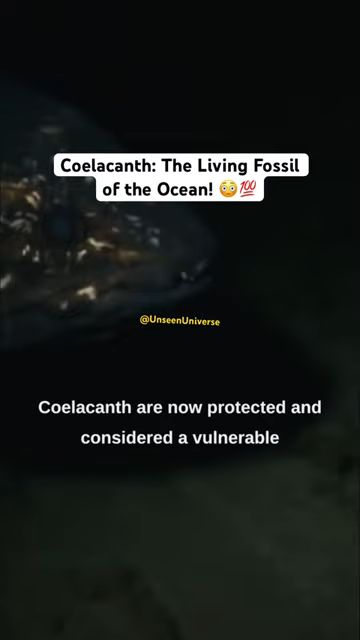 Coelacanth: The Living Fossil
of the Ocean! 😳💯
@UnseenUniverse
Coelacanth are now protected and
considered a vulnerable